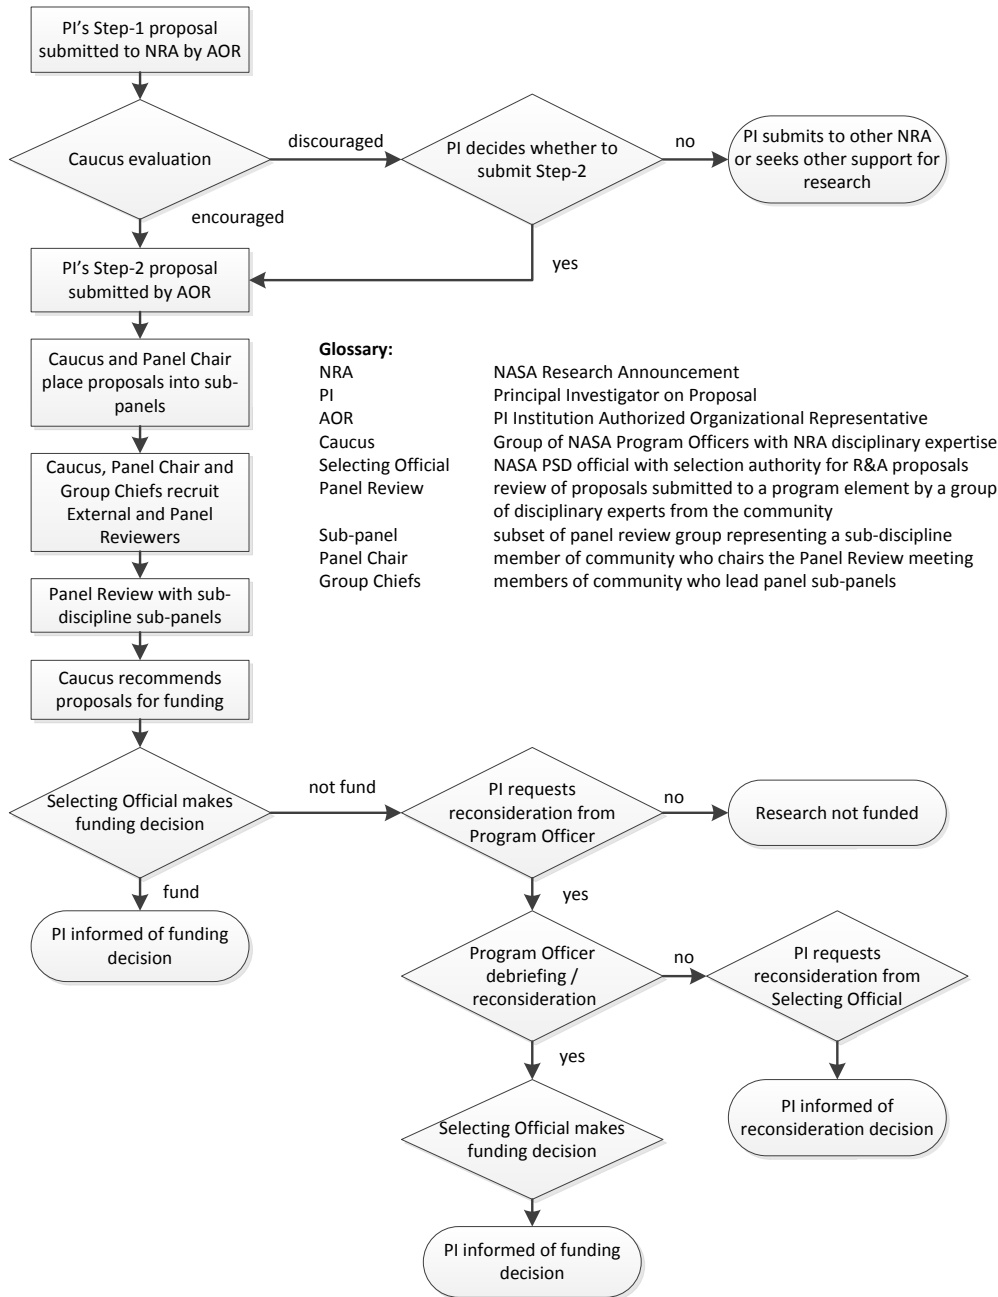 PI's Step-1 proposal
submitted to NRA by AOR
Caucus evaluation
discouraged
PI decides whether to
submit Step-2
no
PI submits to other NRA
or seeks other support for
research
encouraged
yes
PI's Step-2 proposal
submitted by AOR
Caucus and Panel Chair
place proposals into sub-
panels
Caucus, Panel Chair and
Group Chiefs recruit
External and Panel
Reviewers
Panel Review with sub-
discipline sub-panels
Caucus recommends
proposals for funding
Glossary:
NRA NASA Research Announcement
PI Principal Investigator on Proposal
AOR PI Institution Authorized Organizational Representative
Caucus Group of NASA Program Officers with NRA disciplinary expertise
Selecting Official NASA PSD official with selection authority for R&A proposals
Panel Review review of proposals submitted to a program element by a group
of disciplinary experts from the community
Sub-panel subset of panel review group representing a sub-discipline
Panel Chair member of community who chairs the Panel Review meeting
Group Chiefs members of community who lead panel sub-panels
Selecting Official makes
funding decision
not fund
PI requests
reconsideration from
Program Officer
no
Research not funded
fund
PI informed of funding
decision
yes
Program Officer
debriefing /
reconsideration
no
PI requests
reconsideration from
Selecting Official
yes
Selecting Official makes
funding decision
PI informed of
reconsideration decision
PI informed of funding
decision